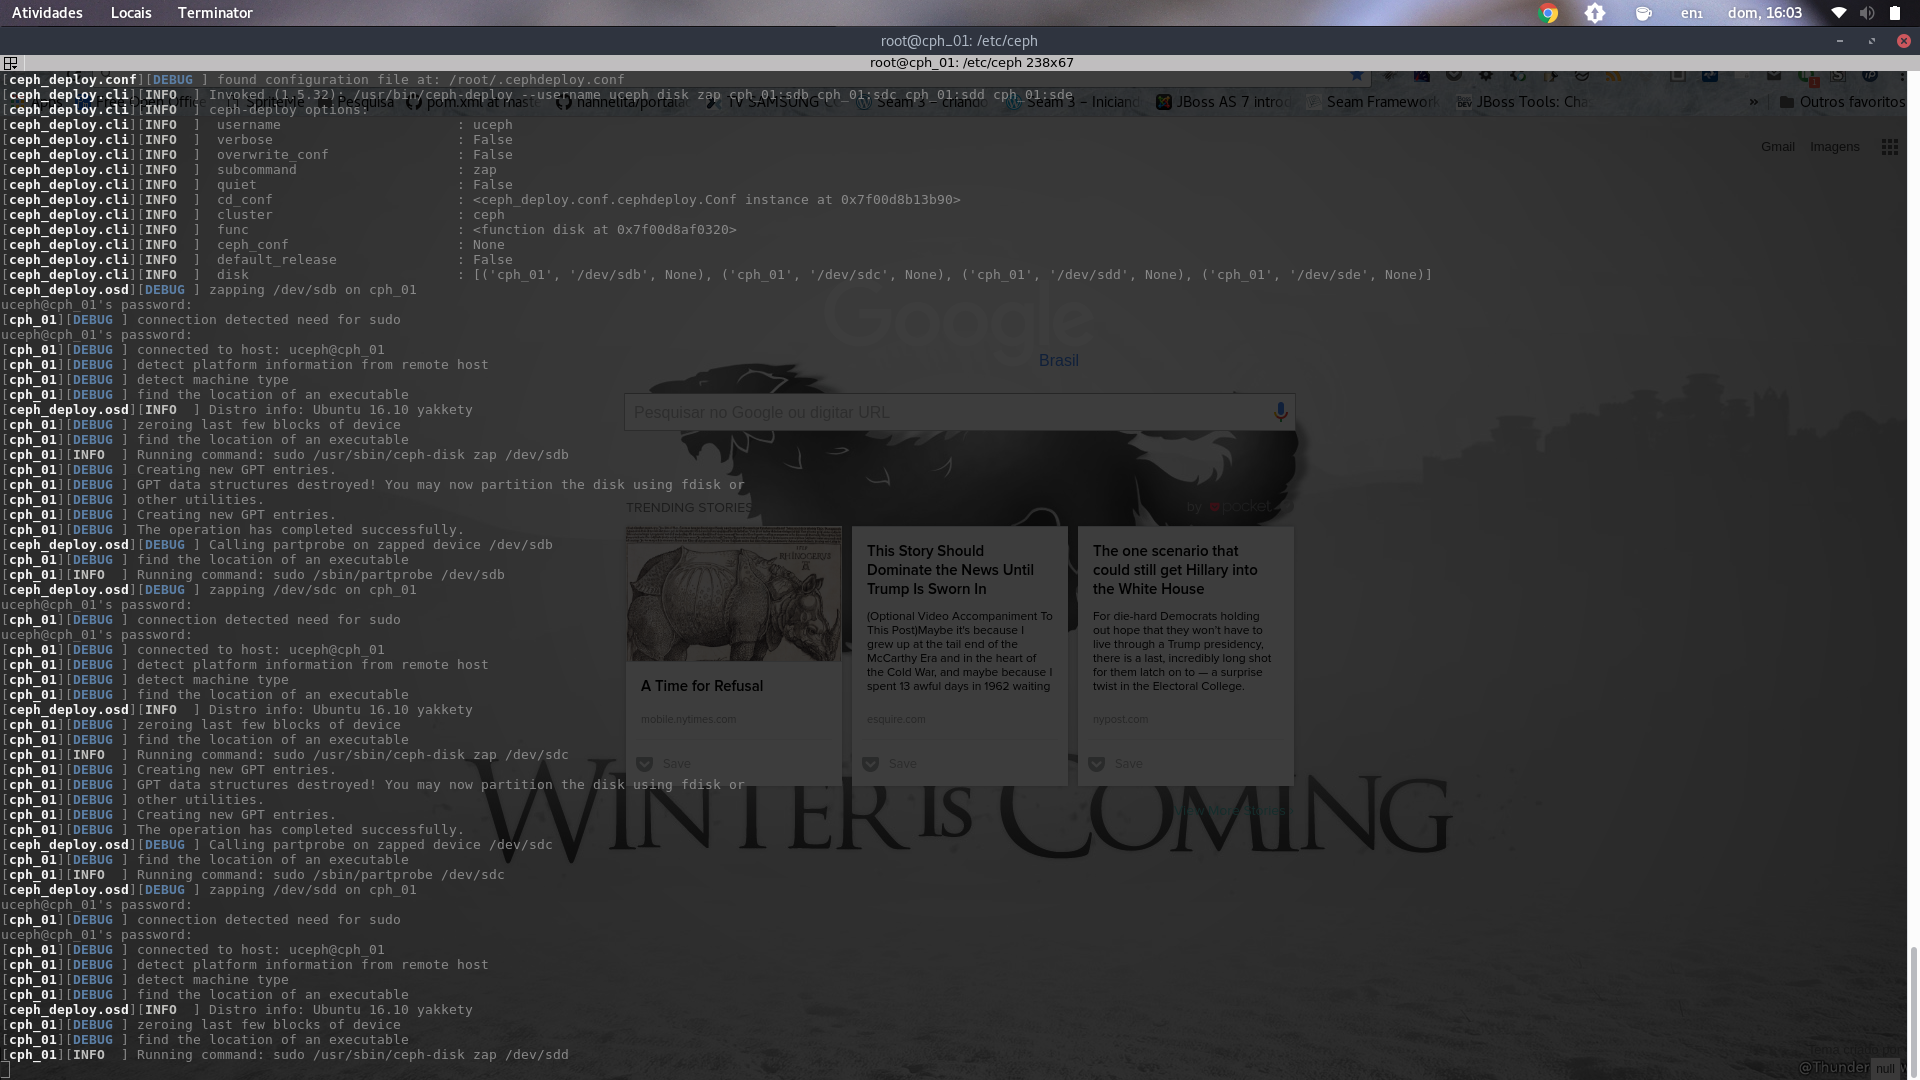 Atividades Locais Terminator en₁ dom, 16:03
root@cph_01: /etc/ceph
root@cph_01: /etc/ceph 238x67
[ceph_deploy.conf][DEBUG ] found configuration file at: /root/.cephdeploy.conf
[ceph_deploy.cli][INFO  ] Invoked (1.5.32): /usr/bin/ceph-deploy --username uceph disk zap cph_01:sdb cph_01:sdc cph_01:sdd cph_01:sde
Free Open Office SpriteMe Pesquisa pom.xml at maste nannelita/portal TV SAMSUNG Seam 3 – criando Seam 3 – Iniciand JBoss AS 7 introd Seam Framework JBoss Tools: Cha » Outros favoritos
[ceph_deploy.cli][INFO  ] ceph-deploy options:
[ceph_deploy.cli][INFO  ]  username                      : uceph
[ceph_deploy.cli][INFO  ]  verbose                       : False
[ceph_deploy.cli][INFO  ]  overwrite_conf                : False
Gmail Imagens
[ceph_deploy.cli][INFO  ]  subcommand                    : zap
[ceph_deploy.cli][INFO  ]  quiet                         : False
[ceph_deploy.cli][INFO  ]  cd_conf                       : <ceph_deploy.conf.cephdeploy.Conf instance at 0x7f00d8b13b90>
[ceph_deploy.cli][INFO  ]  cluster                       : ceph
[ceph_deploy.cli][INFO  ]  func                          : <function disk at 0x7f00d8af0320>
[ceph_deploy.cli][INFO  ]  ceph_conf                     : None
[ceph_deploy.cli][INFO  ]  default_release               : False
[ceph_deploy.cli][INFO  ]  disk                          : [('cph_01', '/dev/sdb', None), ('cph_01', '/dev/sdc', None), ('cph_01', '/dev/sdd', None), ('cph_01', '/dev/sde', None)]
[ceph_deploy.osd][DEBUG ] zapping /dev/sdb on cph_01
uceph@cph_01's password:
[cph_01][DEBUG ] connection detected need for sudo
uceph@cph_01's password:
[cph_01][DEBUG ] connected to host: uceph@cph_01
[cph_01][DEBUG ] detect platform information from remote host
[cph_01][DEBUG ] detect machine type
[cph_01][DEBUG ] find the location of an executable
[ceph_deploy.osd][INFO  ] Distro info: Ubuntu 16.10 yakkety
[cph_01][DEBUG ] zeroing last few blocks of device
[cph_01][DEBUG ] find the location of an executable
[cph_01][INFO  ] Running command: sudo /usr/sbin/ceph-disk zap /dev/sdb
[cph_01][DEBUG ] Creating new GPT entries.
[cph_01][DEBUG ] GPT data structures destroyed! You may now partition the disk using fdisk or
[cph_01][DEBUG ] other utilities.
[cph_01][DEBUG ] Creating new GPT entries.
[cph_01][DEBUG ] The operation has completed successfully.
[ceph_deploy.osd][DEBUG ] Calling partprobe on zapped device /dev/sdb
[cph_01][DEBUG ] find the location of an executable
[cph_01][INFO  ] Running command: sudo /sbin/partprobe /dev/sdb
[ceph_deploy.osd][DEBUG ] zapping /dev/sdc on cph_01
uceph@cph_01's password:
[cph_01][DEBUG ] connection detected need for sudo
uceph@cph_01's password:
[cph_01][DEBUG ] connected to host: uceph@cph_01
[cph_01][DEBUG ] detect platform information from remote host
[cph_01][DEBUG ] detect machine type
[cph_01][DEBUG ] find the location of an executable
[ceph_deploy.osd][INFO  ] Distro info: Ubuntu 16.10 yakkety
[cph_01][DEBUG ] zeroing last few blocks of device
[cph_01][DEBUG ] find the location of an executable
[cph_01][INFO  ] Running command: sudo /usr/sbin/ceph-disk zap /dev/sdc
[cph_01][DEBUG ] Creating new GPT entries.
[cph_01][DEBUG ] GPT data structures destroyed! You may now partition the disk using fdisk or
[cph_01][DEBUG ] other utilities.
[cph_01][DEBUG ] Creating new GPT entries.
[cph_01][DEBUG ] The operation has completed successfully.
[ceph_deploy.osd][DEBUG ] Calling partprobe on zapped device /dev/sdc
[cph_01][DEBUG ] find the location of an executable
[cph_01][INFO  ] Running command: sudo /sbin/partprobe /dev/sdc
[ceph_deploy.osd][DEBUG ] zapping /dev/sdd on cph_01
uceph@cph_01's password:
[cph_01][DEBUG ] connection detected need for sudo
uceph@cph_01's password:
[cph_01][DEBUG ] connected to host: uceph@cph_01
[cph_01][DEBUG ] detect platform information from remote host
[cph_01][DEBUG ] detect machine type
[cph_01][DEBUG ] find the location of an executable
[ceph_deploy.osd][INFO  ] Distro info: Ubuntu 16.10 yakkety
[cph_01][DEBUG ] zeroing last few blocks of device
[cph_01][DEBUG ] find the location of an executable
[cph_01][INFO  ] Running command: sudo /usr/sbin/ceph-disk zap /dev/sdd
Google
Brasil
Pesquisar no Google ou digitar URL
TRENDING STORIES by pocket
RHINOCERVS
A Time for Refusal
mobile.nytimes.com
Save
This Story Should
Dominate the News Until
Trump Is Sworn In
(Optional Video Accompaniment To
This Post)Maybe it's because I
grew up at the tail end of the
McCarthy Era and in the heart of
the Cold War, and maybe because I
spent 13 awful days in 1962 waiting
esquire.com
Save
The one scenario that
could still get Hillary into
the White House
For die-hard Democrats holding
out hope that they won't have to
live through a Trump presidency,
there is a last, incredibly long shot
for them latch on to — a surprise
twist in the Electoral College.
nypost.com
Save
View More Stories
WINTER IS COMING
@Thunder
null